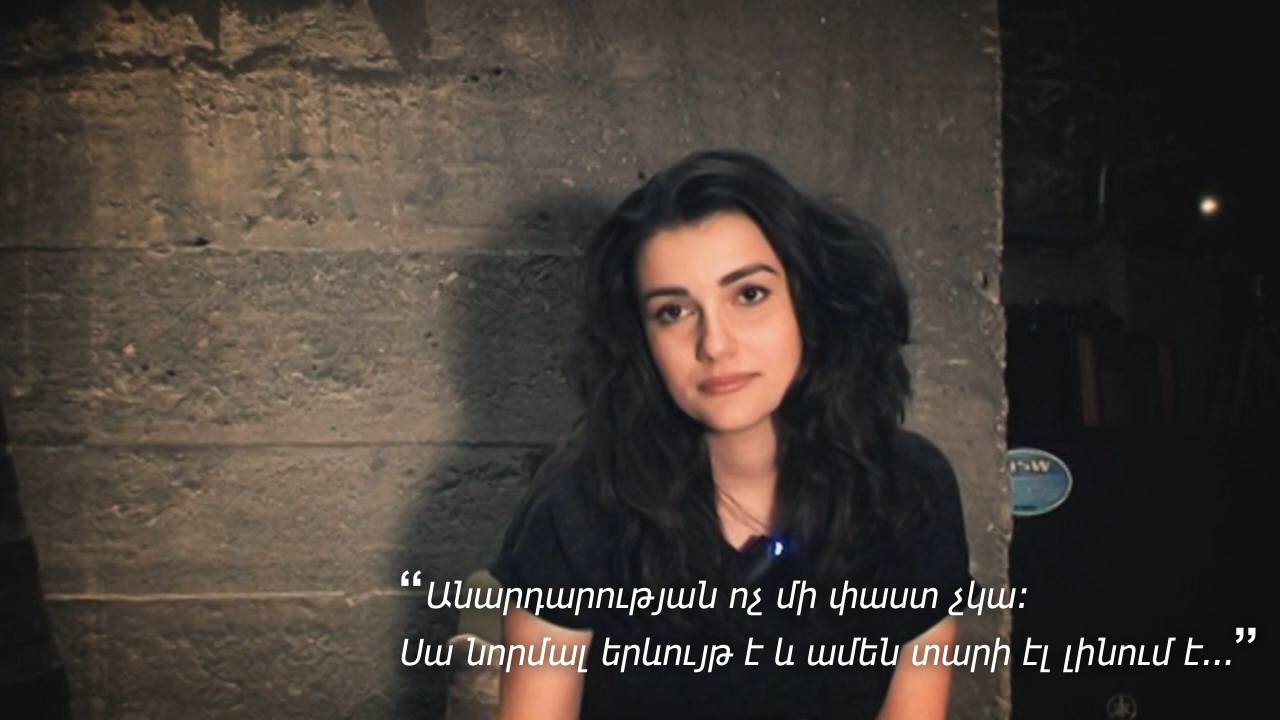 “Անարդարության ոչ մի փաստ չկա:
Սա նորմալ երևույթ է և ամեն տարի էլ լինում է...”